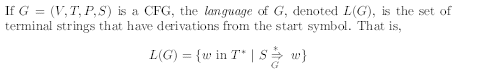 If G = (V, T, P, S) is a CFG, the language of G, denoted L(G), is the set of
terminal strings that have derivations from the start symbol. That is,
L(G) = {w in T* | S ⇒*G w}